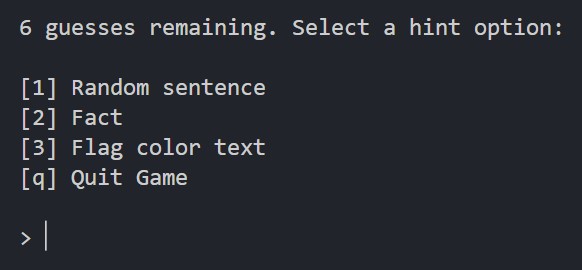 6 guesses remaining. Select a hint option:
[1] Random sentence
[2] Fact
[3] Flag color text
[q] Quit Game
>